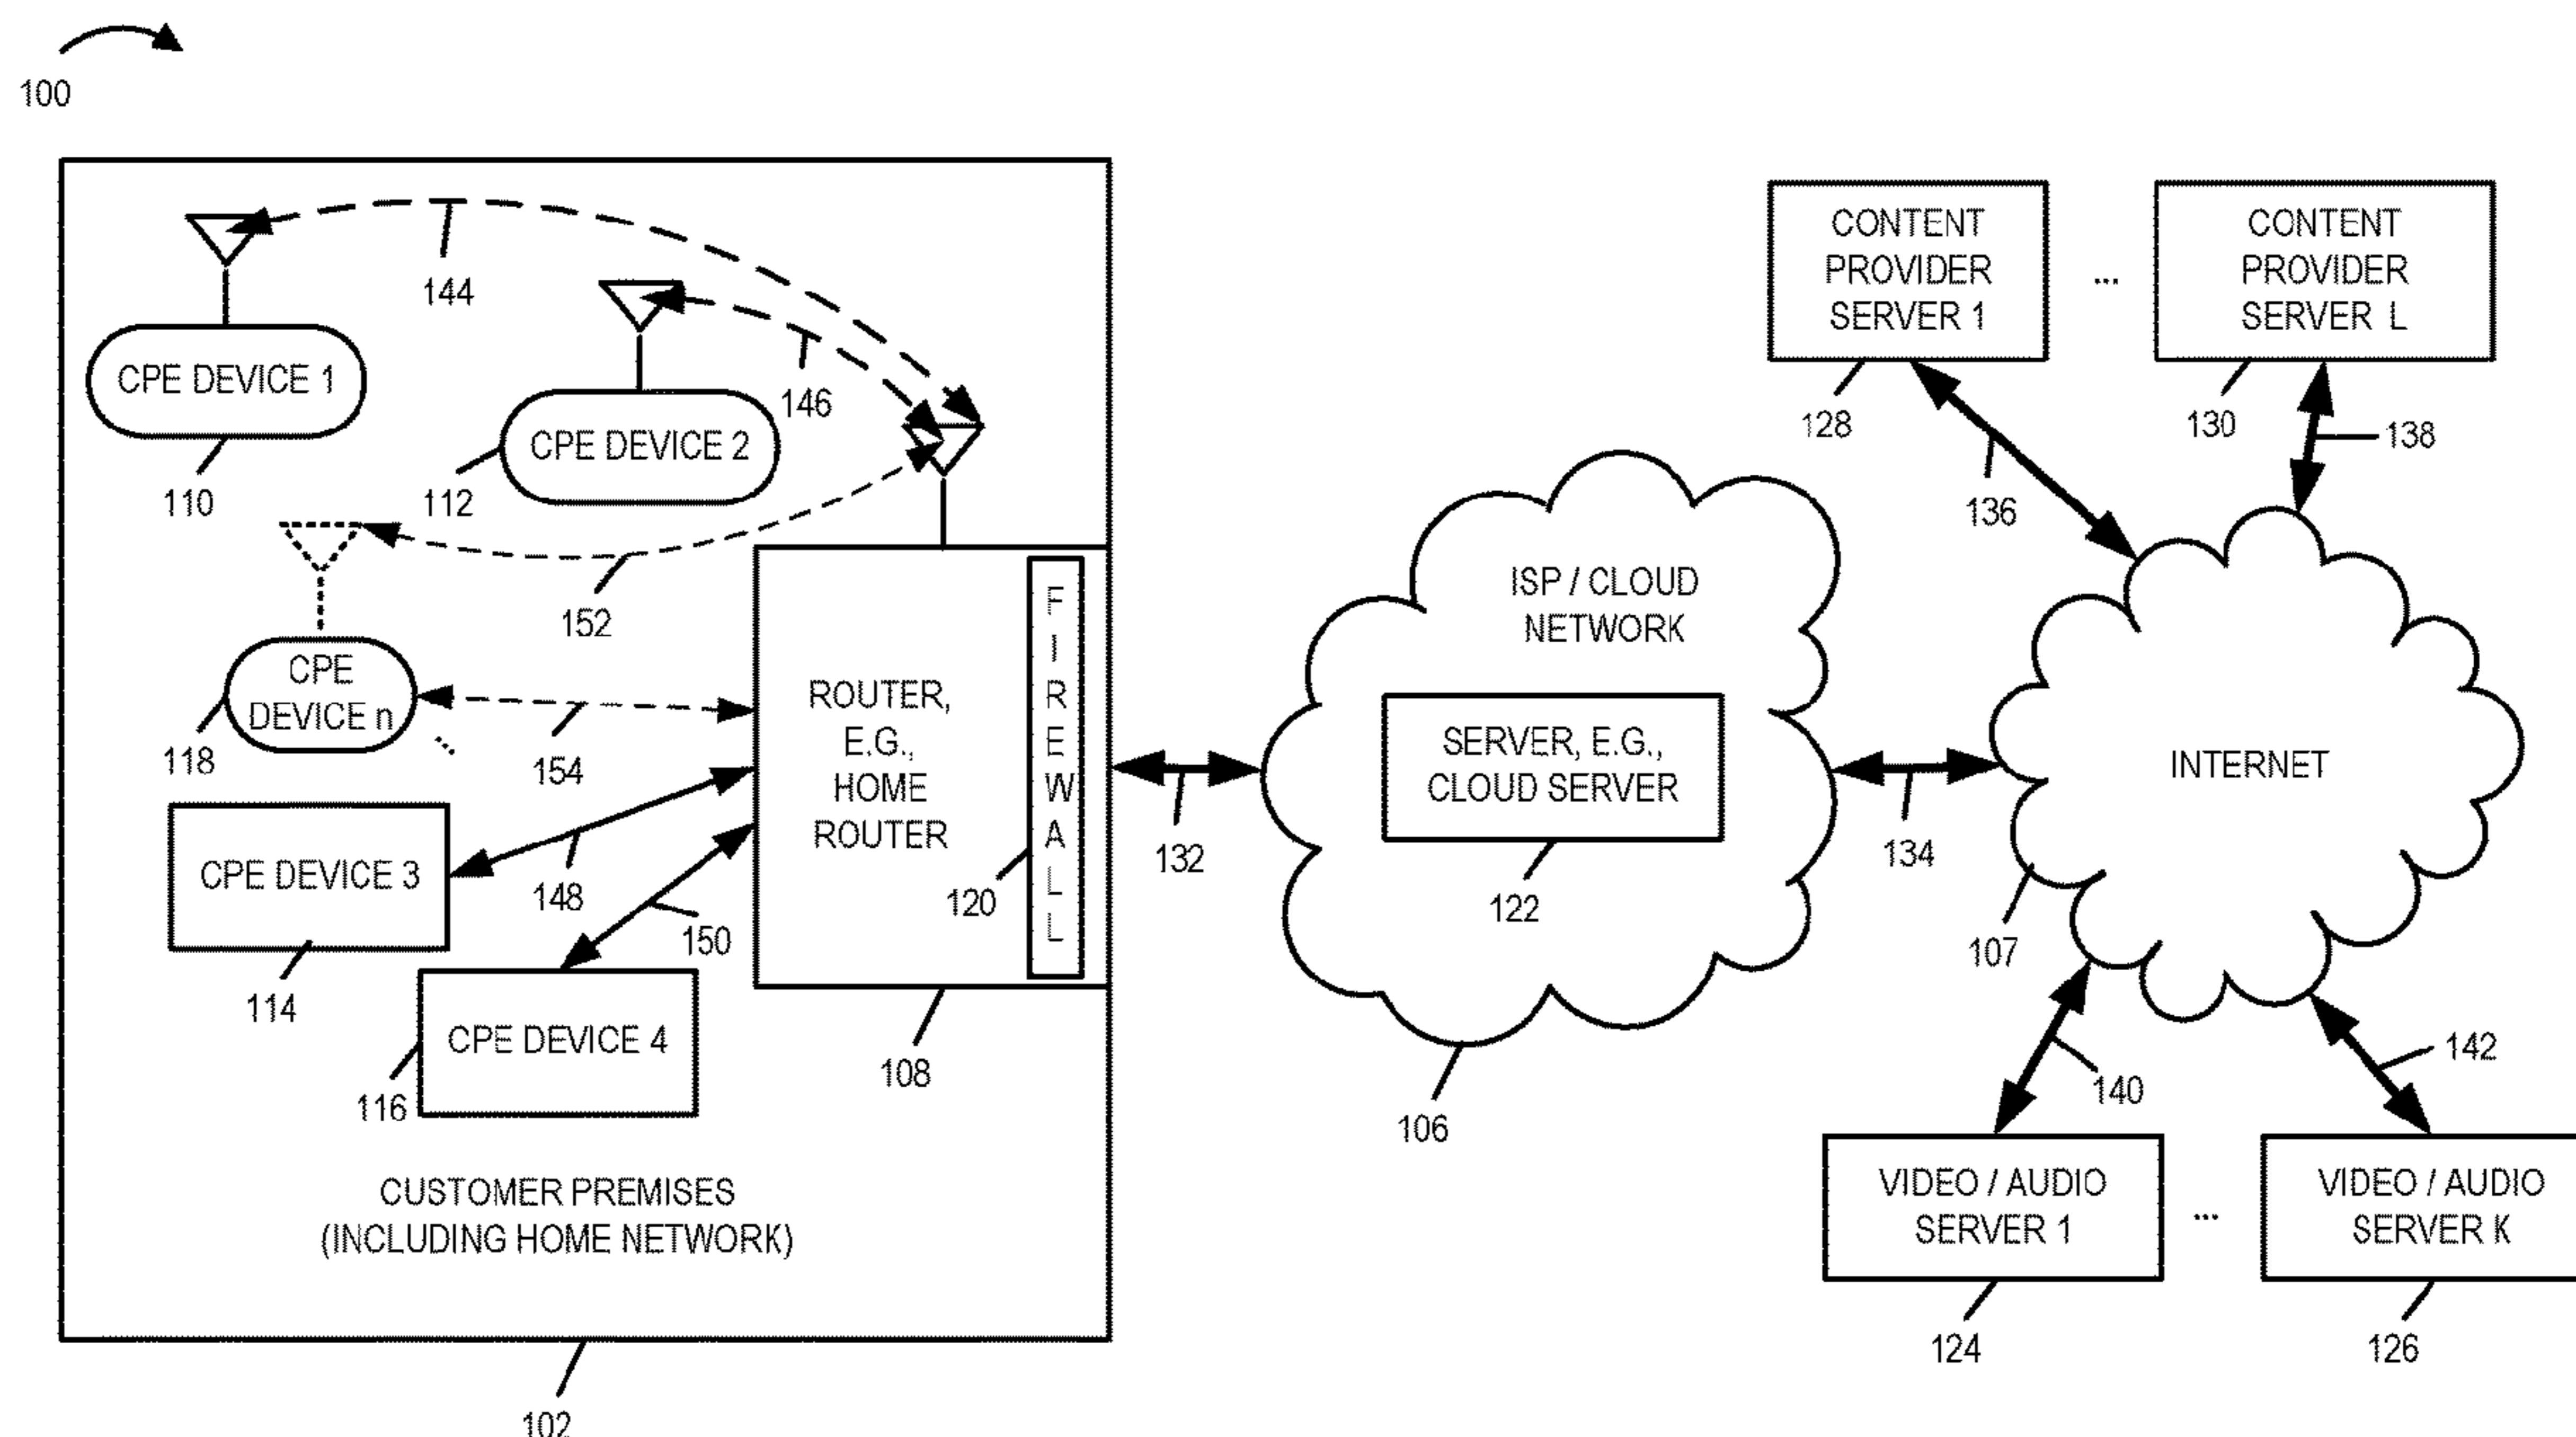 100
144
CPE DEVICE 1
110
146
CPE DEVICE 2
112
152
CPE
DEVICE n
118
...
154
CPE DEVICE 3
114
148
150
CPE DEVICE 4
116
ROUTER,
E.G.,
HOME
ROUTER
FIREWALL
120
108
CUSTOMER PREMISES
(INCLUDING HOME NETWORK)
102
132
ISP / CLOUD
NETWORK
SERVER, E.G.,
CLOUD SERVER
122
106
134
CONTENT
PROVIDER
SERVER 1
128
...
CONTENT
PROVIDER
SERVER L
130
136
138
INTERNET
107
140
142
VIDEO / AUDIO
SERVER 1
124
...
VIDEO / AUDIO
SERVER K
126